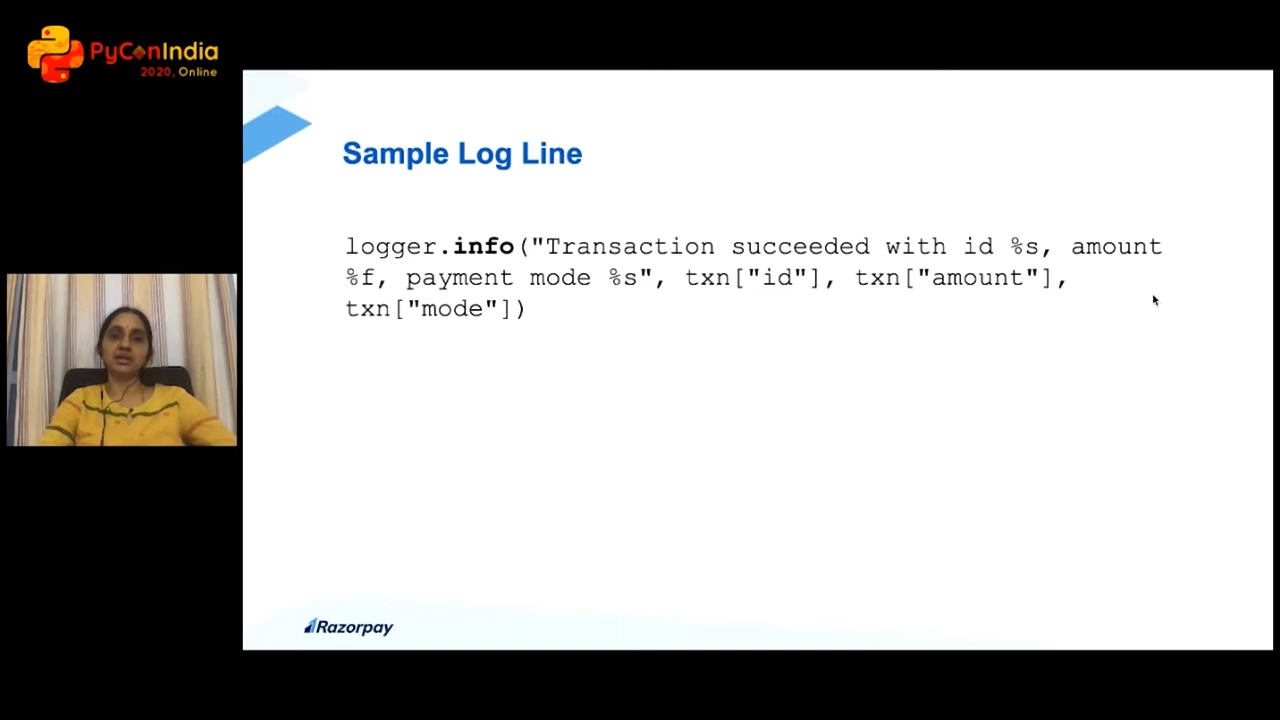 PyConIndia
2020, Online
Sample Log Line
logger.info("Transaction succeeded with id %s, amount
%f, payment mode %s", txn["id"], txn["amount"],
txn["mode"])
Razorpay